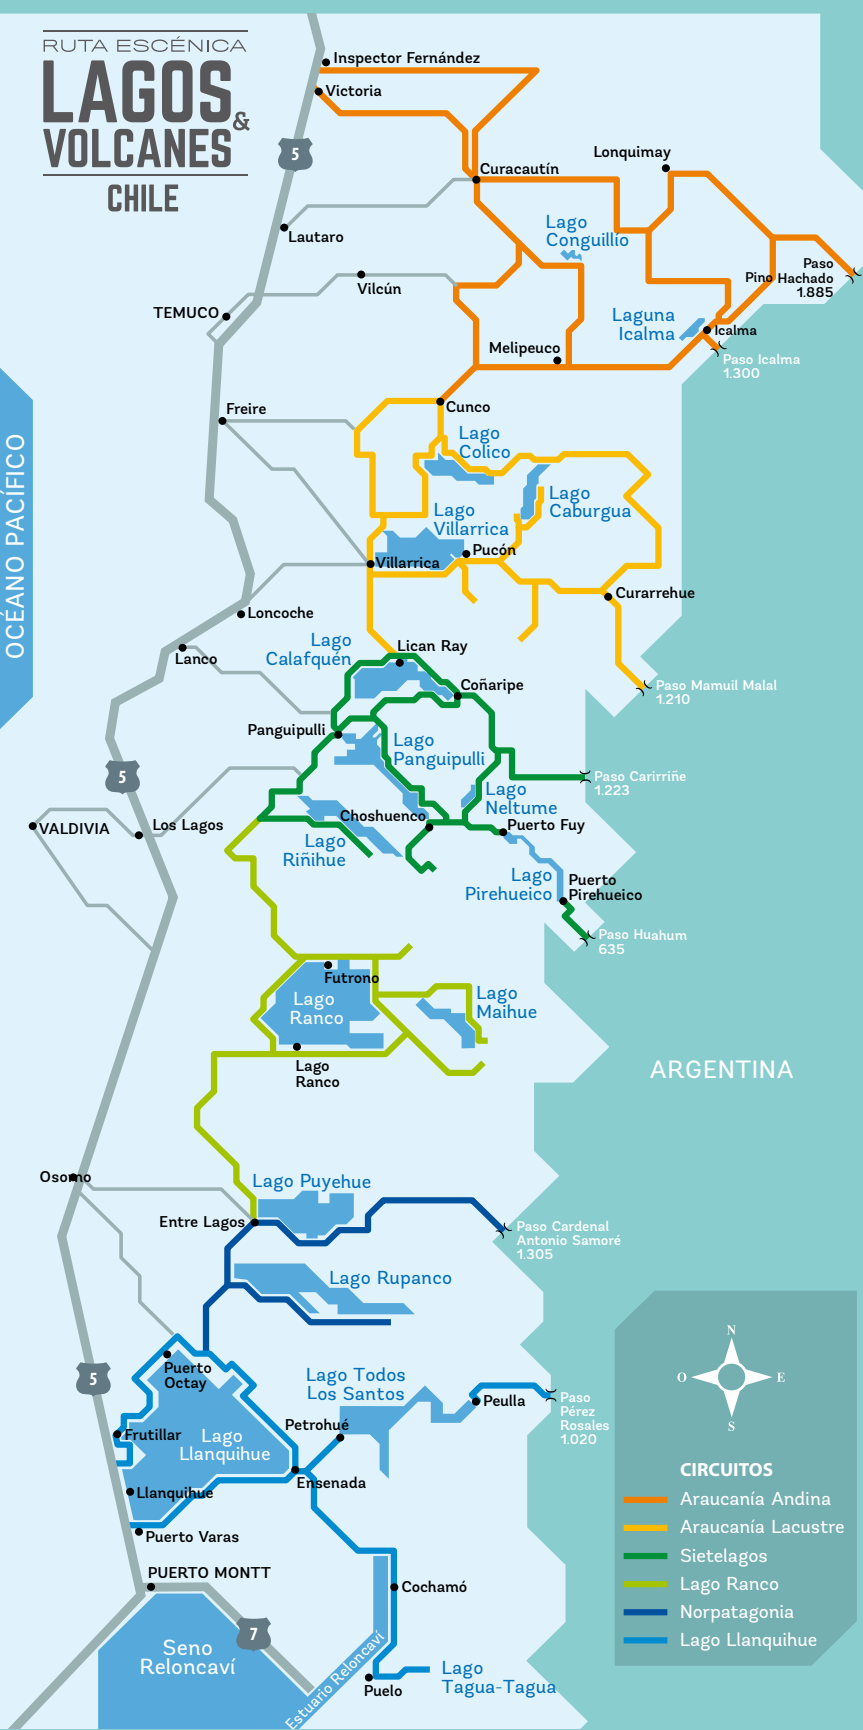 RUTA ESCÉNICA
LAGOS
&
VOLCANES
CHILE
Inspector Fernández
Victoria
5
Curacautín
Lonquimay
Lautaro
Lago
Conguillío
Paso
Pino Hachado
1.885
Vilcún
TEMUCO
Laguna
Icalma
Icalma
Melipeuco
Paso Icalma
1.300
Freire
Cunco
Lago
Colico
OCÉANO PACÍFICO
Lago
Caburgua
Lago
Villarrica
Pucón
Villarrica
Curarrehue
Loncoche
Lanco
Lago
Calafquén
Lican Ray
Coñaripe
Paso Mamuil Malal
1.210
Panguipulli
Lago
Panguipulli
5
Paso Carirriñe
1.223
Lago
Neltume
VALDIVIA
Los Lagos
Choshuenco
Puerto Fuy
Lago
Riñihue
Lago
Pirehueico
Puerto
Pirehueico
Paso Huahum
635
Futrono
Lago
Ranco
Lago
Maihue
Lago
Ranco
ARGENTINA
Osorno
Lago Puyehue
Entre Lagos
Paso Cardenal
Antonio Samoré
1.305
Lago Rupanco
Puerto
Octay
5
Lago Todos
Los Santos
Peulla
Paso
Pérez
Rosales
1.020
Petrohué
Frutillar
Lago
Llanquihue
Ensenada
Llanquihue
Puerto Varas
PUERTO MONTT
Cochamó
7
Seno
Reloncaví
Estuario Reloncaví
Puelo
Lago
Tagua-Tagua
N
O
E
S
CIRCUITOS
Araucanía Andina
Araucanía Lacustre
Sietelagos
Lago Ranco
Norpatagonia
Lago Llanquihue